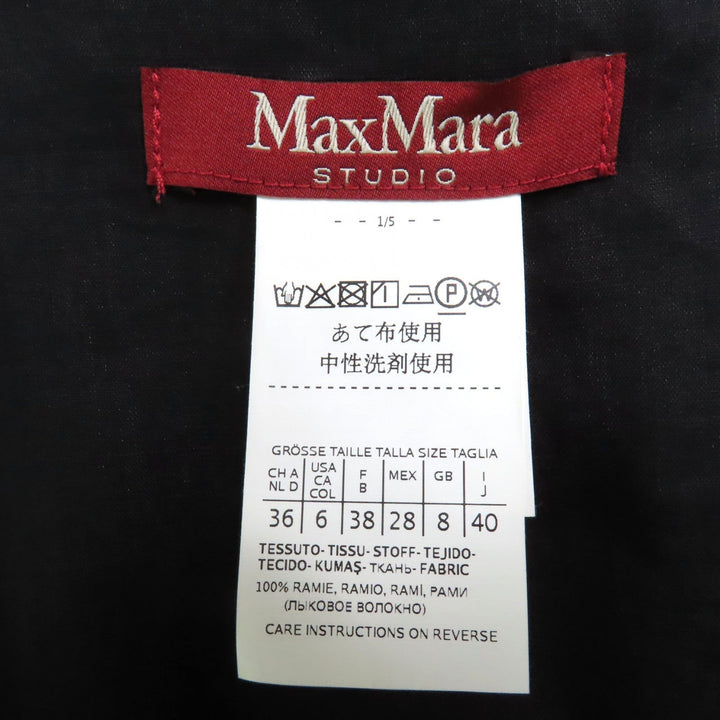 MaxMara
STUDIO
- - 1/5 - -
P W
あて布使用
中性洗剤使用
GRÖSSE TAILLE TALLA SIZE TAGLIA
CH A NL D USA CA COL F B MEX GB I J
36 6 38 28 8 40
TESSUTO- TISSU- STOFF- TEJIDO-
TECIDO- KUMAŞ- ТКАНЬ- FABRIC
100% RAMIE, RAMIO, RAMÍ, РАМИ
(ЛЫКОВОЕ ВОЛОКНО)
CARE INSTRUCTIONS ON REVERSE